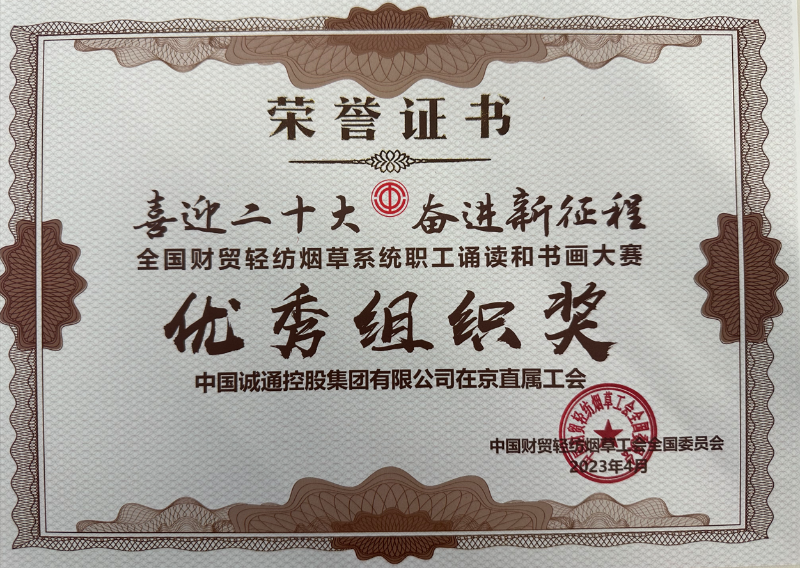 荣誉证书
喜迎二十大 奋进新征程
全国财贸轻纺烟草系统职工诵读和书画大赛
优秀组织奖
中国诚通控股集团有限公司在京直属工会
中国财贸轻纺烟草工会全国委员会
2023年4月